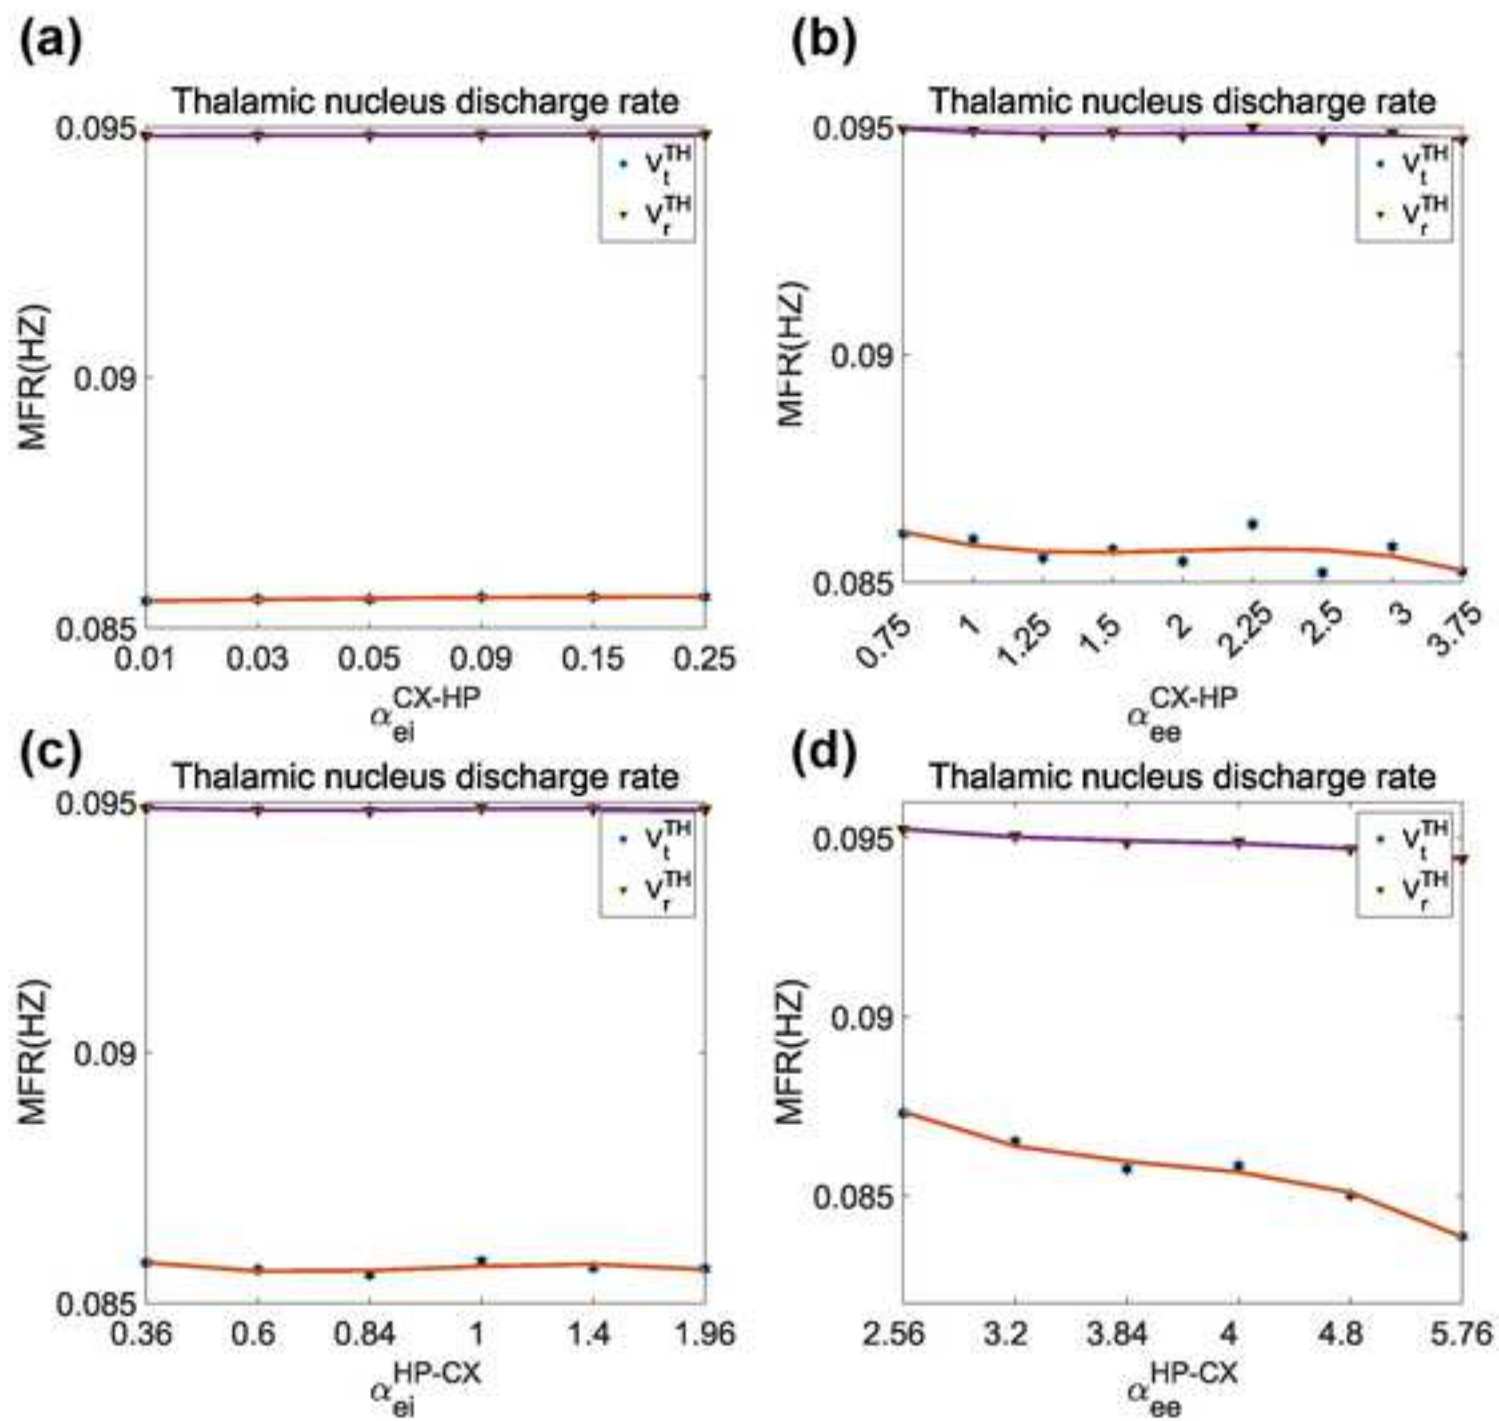 (a)
Thalamic nucleus discharge rate
0.095
0.09
0.085
MFR(HZ)
V_t^TH
V_r^TH
0.01 0.03 0.05 0.09 0.15 0.25
α_ei^CX-HP
(b)
Thalamic nucleus discharge rate
0.095
0.09
0.085
MFR(HZ)
V_t^TH
V_r^TH
0.75 1 1.25 1.5 2 2.25 2.5 3 3.75
α_ee^CX-HP
(c)
Thalamic nucleus discharge rate
0.095
0.09
0.085
MFR(HZ)
V_t^TH
V_r^TH
0.36 0.6 0.84 1 1.4 1.96
α_ei^HP-CX
(d)
Thalamic nucleus discharge rate
0.095
0.09
0.085
MFR(HZ)
V_t^TH
V_r^TH
2.56 3.2 3.84 4 4.8 5.76
α_ee^HP-CX